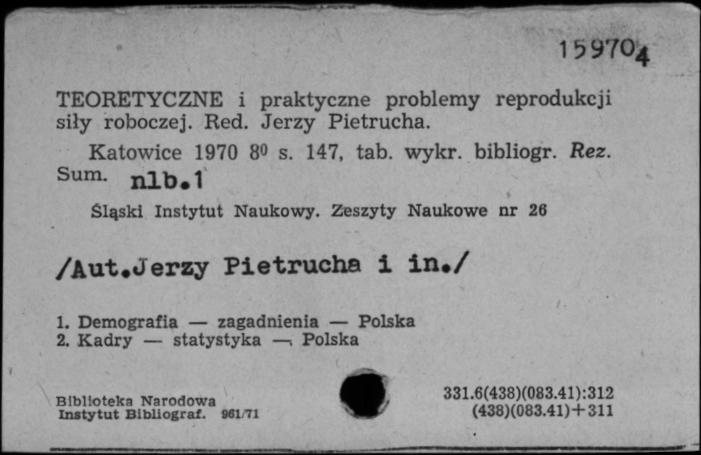 159704
TEORETYCZNE i praktyczne problemy reprodukcji
siły roboczej. Red. Jerzy Pietrucha.
Katowice 1970 8⁰ s. 147, tab. wykr. bibliogr. Rez.
Sum. nlb.1
Śląski Instytut Naukowy. Zeszyty Naukowe nr 26
/Aut.Jerzy Pietrucha i in./
1. Demografia — zagadnienia — Polska
2. Kadry — statystyka — Polska
Biblioteka Narodowa 331.6(438)(083.41):312
Instytut Bibliograf. 961/71 (438)(083.41)+311